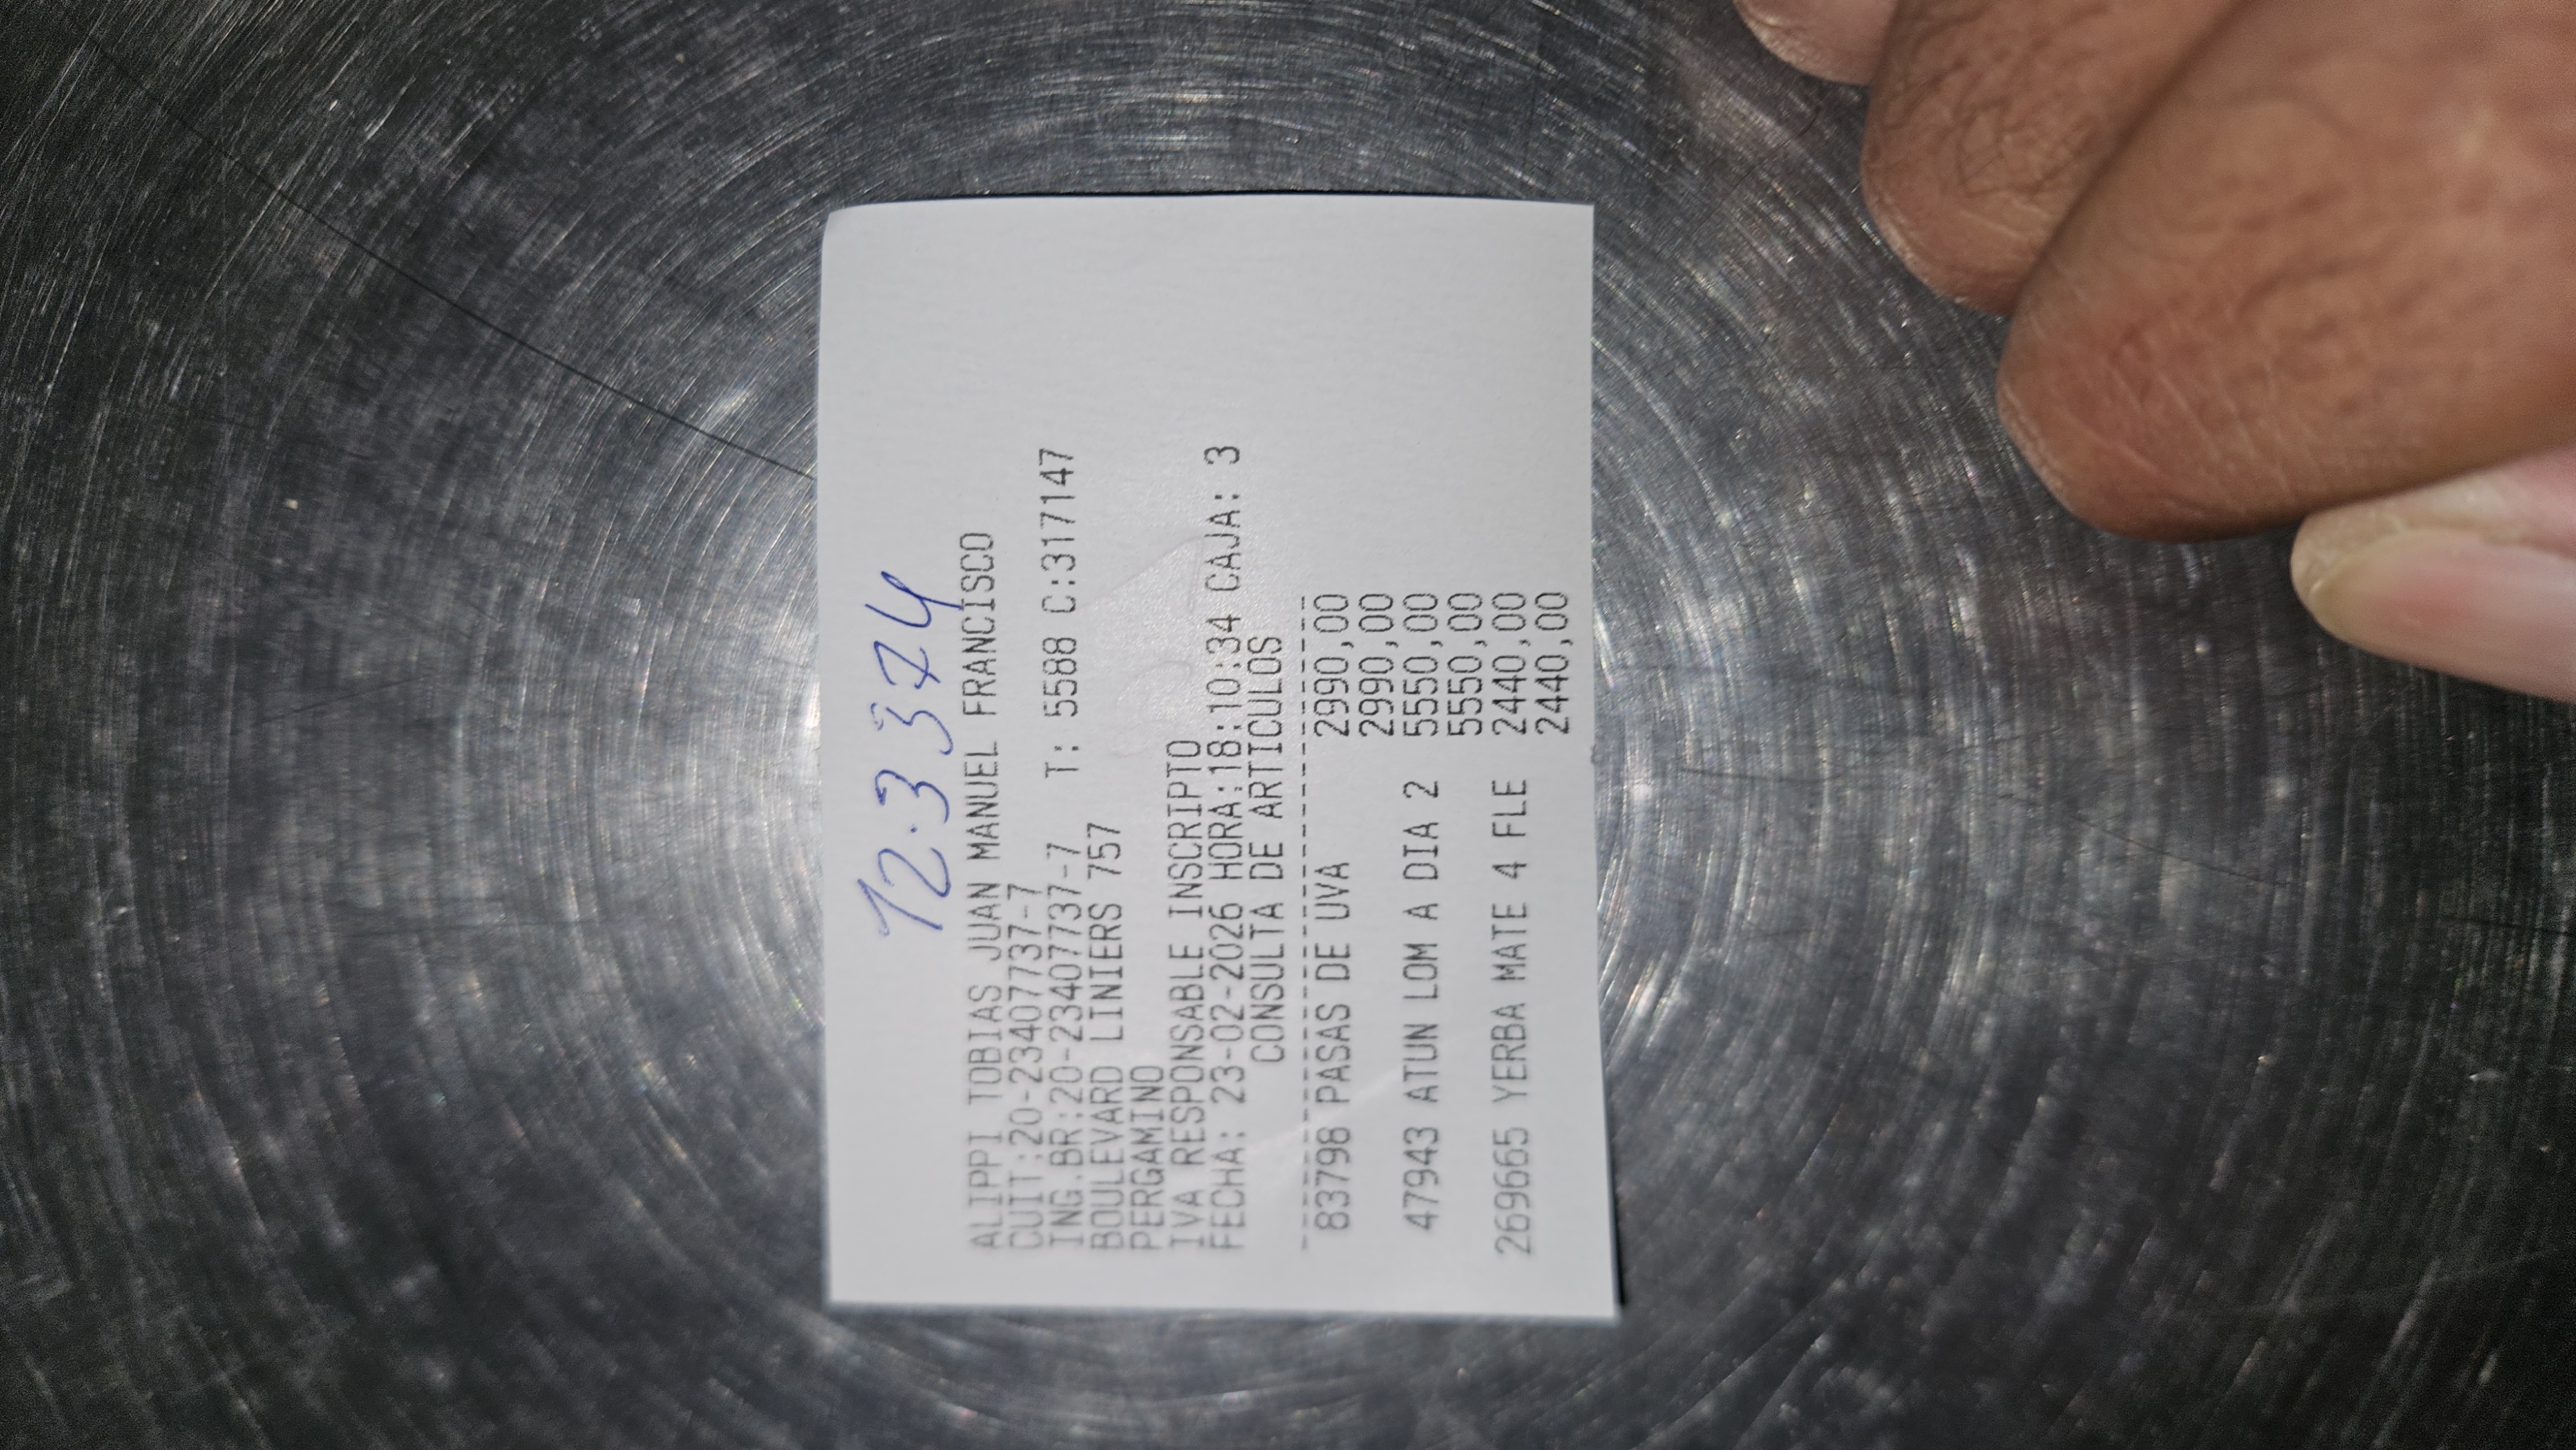 12.3374
ALIPPI TOBIAS JUAN MANUEL FRANCISCO
CUIT:20-23407737-7
ING.BR:20-23407737-7 T: 5588 C:317147
BOULEVARD LINIERS 757
PERGAMINO
IVA RESPONSABLE INSCRIPTO
FECHA: 23-02-2026 HORA:18:10:34 CAJA: 3
CONSULTA DE ARTICULOS
83798 PASAS DE UVA 2990,00
2990,00
47943 ATUN LOM A DIA 2 5550,00
5550,00
269665 YERBA MATE 4 FLE 2440,00
2440,00